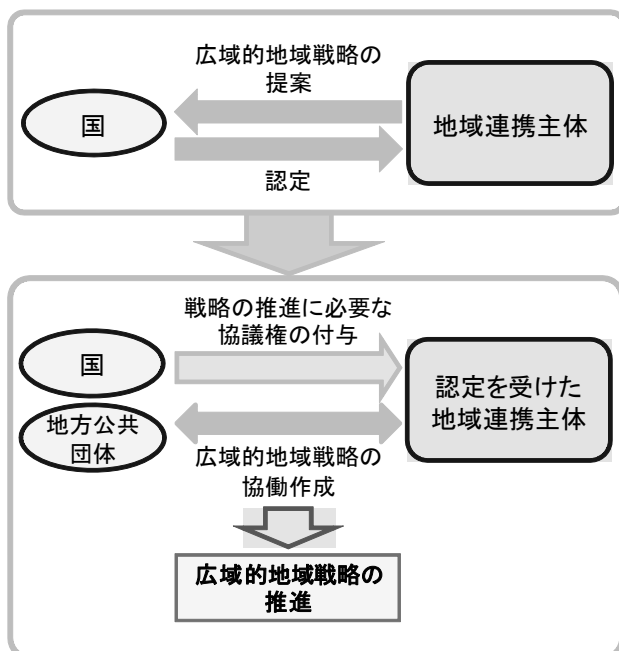 広域的地域戦略の
提案
国
地域連携主体
認定
戦略の推進に必要な
協議権の付与
国
認定を受けた
地域連携主体
地方公共
団体
広域的地域戦略の
協働作成
広域的地域戦略の
推進